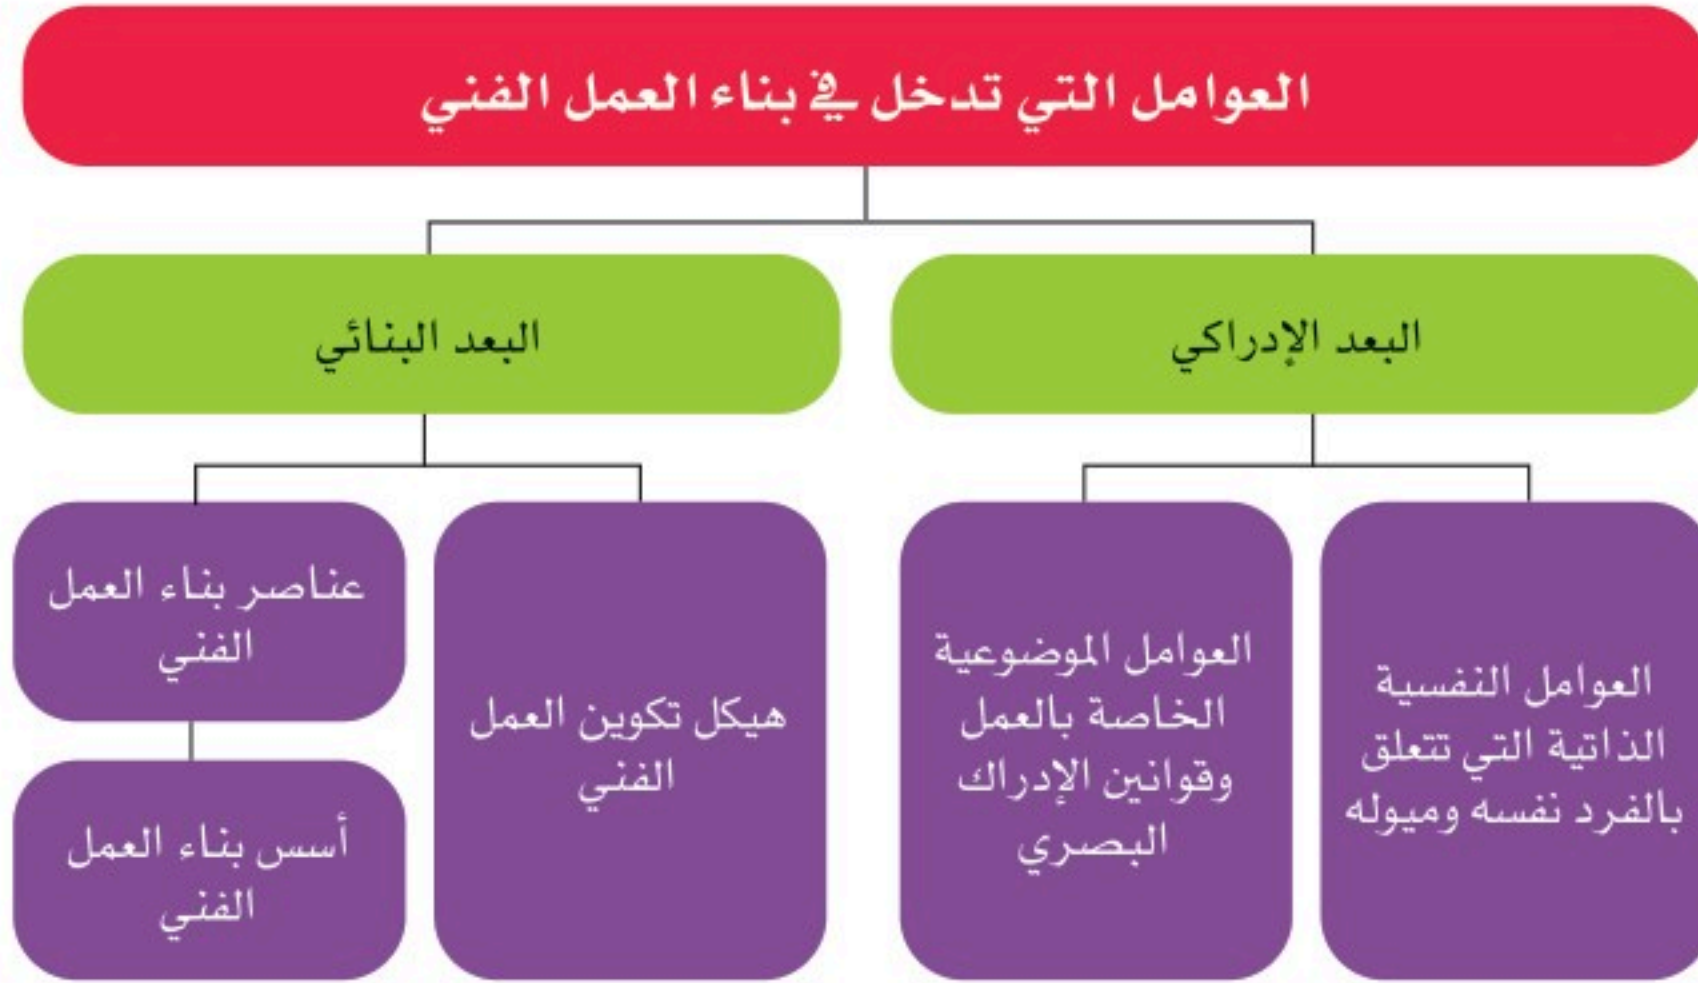 العوامل التي تدخل في بناء العمل الفني
البعد الإدراكي
البعد البنائي
العوامل النفسية
الذاتية التي تتعلق
بالفرد نفسه وميوله
العوامل الموضوعية
الخاصة بالعمل
وقوانين الإدراك
البصري
هيكل تكوين العمل
الفني
عناصر بناء العمل
الفني
أسس بناء العمل
الفني